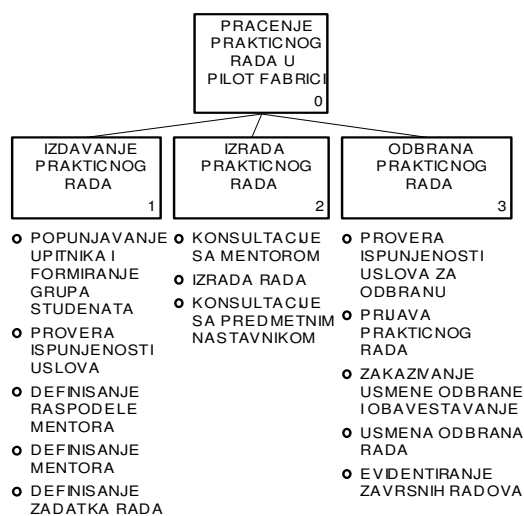 PRACENJE
PRAKTICNOG
RADA U
PILOT FABRICI
0
IZDAVANJE
PRAKTICNOG
RADA
1
POPUNJAVANJE
UPITNIKA I
FORMIRANJE
GRUPA
STUDENATA
PROVERA
ISPUNJENOSTI
USLOVA
DEFINISANJE
RASPODELE
MENTORA
DEFINISANJE
MENTORA
DEFINISANJE
ZADATKA RADA
IZRADA
PRAKTICNOG
RADA
2
KONSULTACIJE
SA MENTOROM
IZRADA RADA
KONSULTACIJE
SA PREDMETNIM
NASTAVNIKOM
ODBRANA
PRAKTICNOG
RADA
3
PROVERA
ISPUNJENOSTI
USLOVA ZA
ODBRANU
PRIJAVA
PRAKTICNOG
RADA
ZAKAZIVANJE
USMENE ODBRANE
I OBAVESTAVANJE
USMENA ODBRANA
RADA
EVIDENTIRANJE
ZAVRSNIH RADOVA